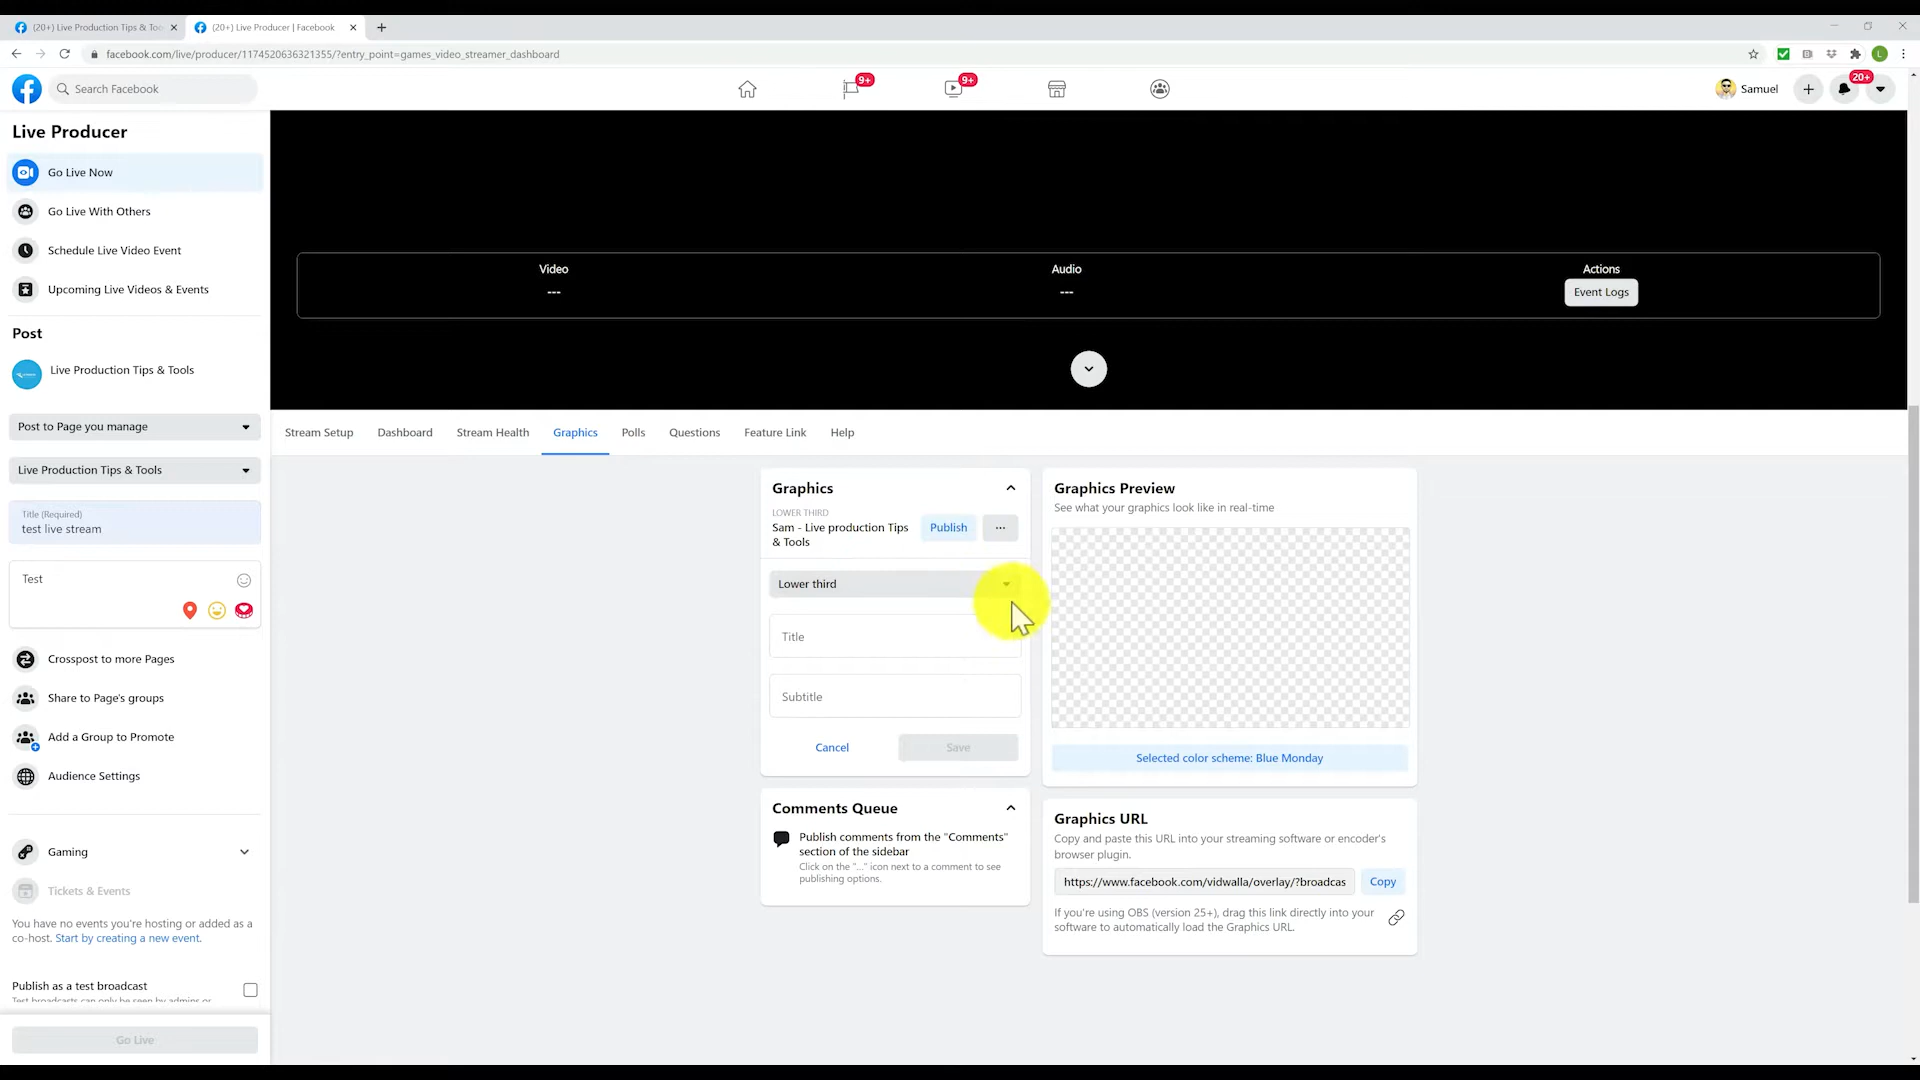 (20+) Live Production Tips & Too
(20+) Live Producer | Facebook
facebook.com/live/producer/1174520636321355/?entry_point=games_video_streamer_dashboard
L
Search Facebook
9+
9+
Samuel
20+
Live Producer
Go Live Now
Go Live With Others
Schedule Live Video Event
Upcoming Live Videos & Events
Post
Live Production Tips & Tools
Post to Page you manage
Live Production Tips & Tools
Title (Required)
test live stream
Test
Crosspost to more Pages
Share to Page's groups
Add a Group to Promote
Audience Settings
Gaming
Tickets & Events
You have no events you're hosting or added as a
co-host. Start by creating a new event.
Publish as a test broadcast
Test broadcasts can only be seen by admins or
Go Live
Video
---
Audio
---
Actions
Event Logs
Stream Setup
Dashboard
Stream Health
Graphics
Polls
Questions
Feature Link
Help
Graphics
LOWER THIRD
Sam - Live production Tips
& Tools
Publish
...
Lower third
Title
Subtitle
Cancel
Save
Comments Queue
Publish comments from the "Comments"
section of the sidebar
Click on the "..." icon next to a comment to see
publishing options.
Graphics Preview
See what your graphics look like in real-time
Selected color scheme: Blue Monday
Graphics URL
Copy and paste this URL into your streaming software or encoder's
browser plugin.
https://www.facebook.com/vidwalla/overlay/?broadcas
Copy
If you're using OBS (version 25+), drag this link directly into your
software to automatically load the Graphics URL.